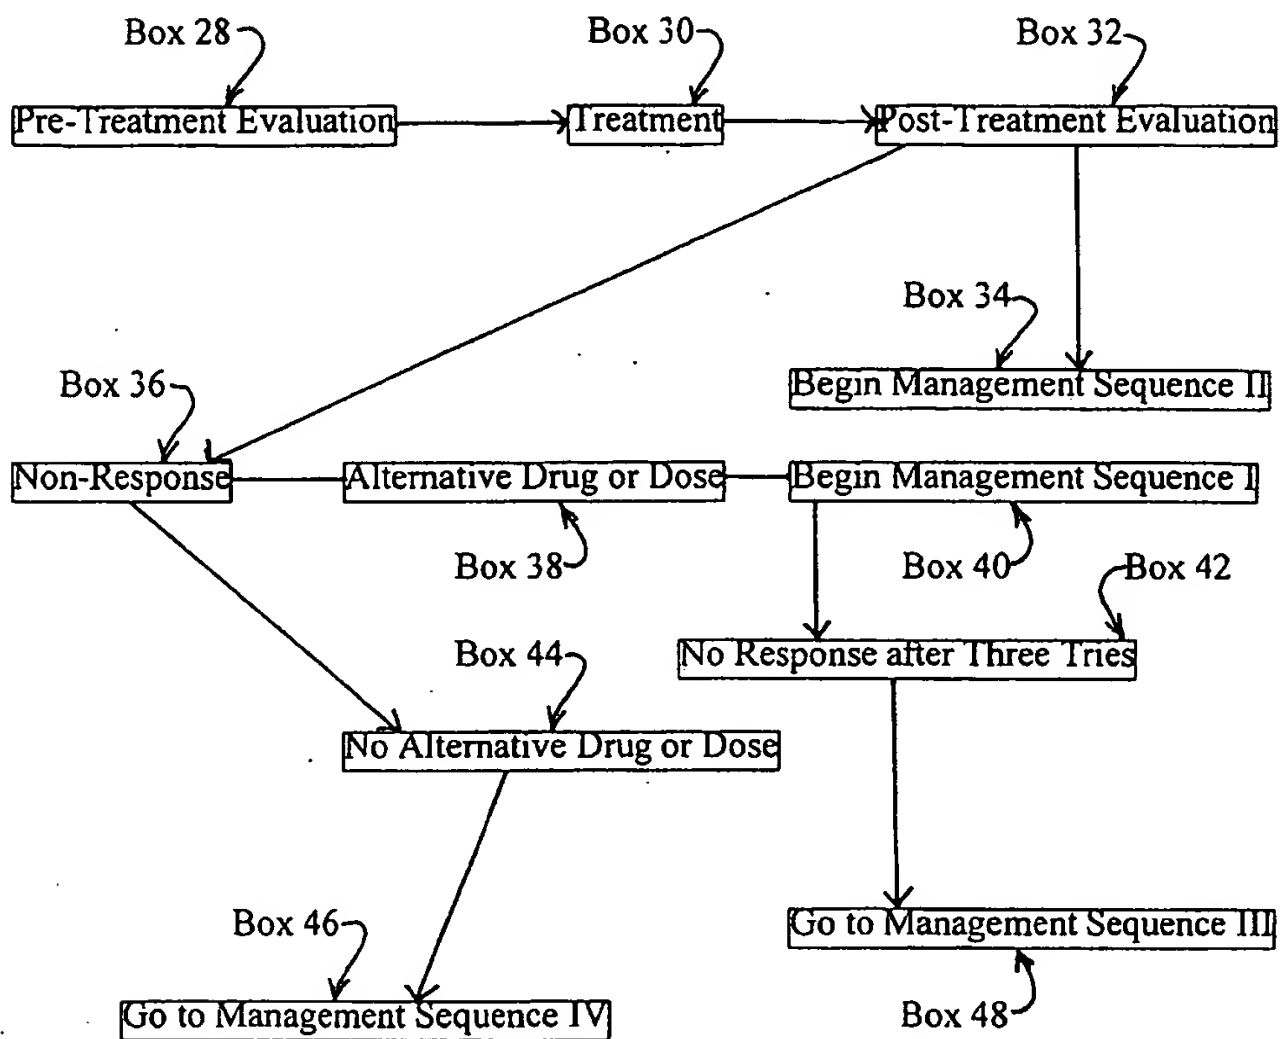 Box 28
Box 30
Box 32
Pre-Treatment Evaluation
Treatment
Post-Treatment Evaluation
Box 34
Begin Management Sequence II
Box 36
Non-Response
Alternative Drug or Dose
Begin Management Sequence I
Box 38
Box 40
Box 42
Box 44
No Response after Three Tries
No Alternative Drug or Dose
Box 46
Go to Management Sequence III
Go to Management Sequence IV
Box 48